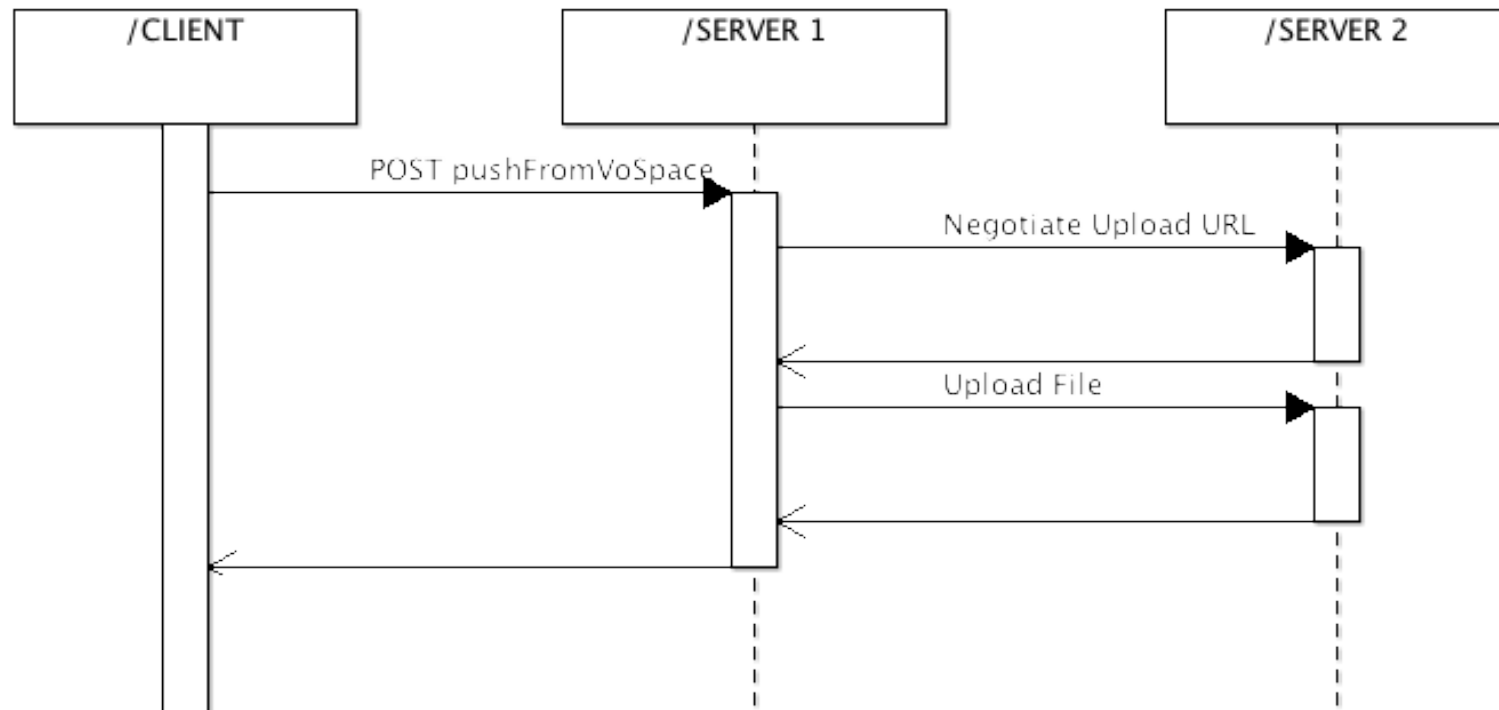 /CLIENT
/SERVER 1
/SERVER 2
POST pushFromVoSpace
Negotiate Upload URL
Upload File